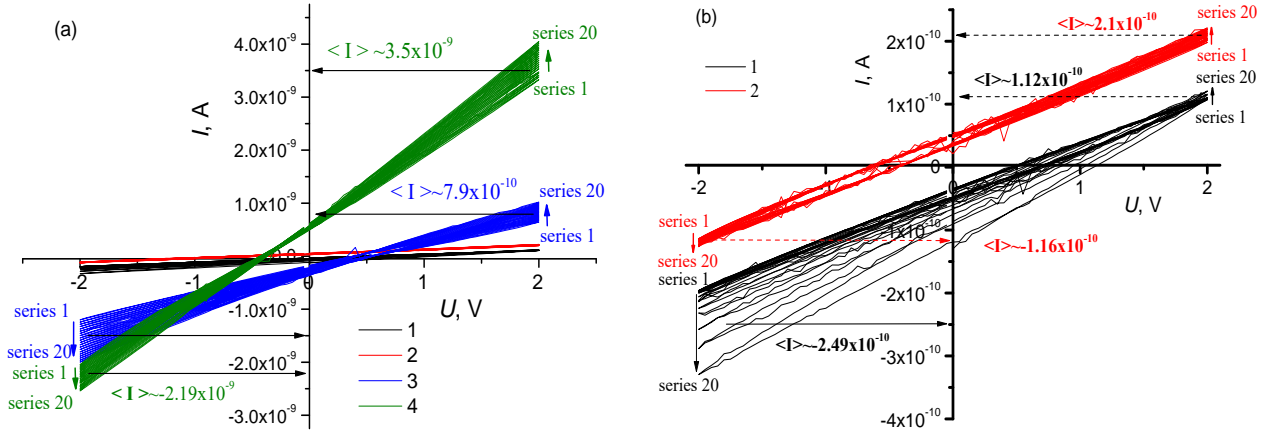 (a)
I, A
4.0x10⁻⁹
3.0x10⁻⁹
2.0x10⁻⁹
1.0x10⁻⁹
-1.0x10⁻⁹
-2.0x10⁻⁹
-3.0x10⁻⁹
-2 -1 0 1 2
U, V
< I >~3.5x10⁻⁹
series 20
series 1
< I >~7.9x10⁻¹⁰
series 20
series 1
series 1
series 20
series 1
series 20
< I >~-2.19x10⁻⁹
1
2
3
4
(b)
I, A
2x10⁻¹⁰
1x10⁻¹⁰
0
1x10⁻¹⁰
-2x10⁻¹⁰
-3x10⁻¹⁰
-4x10⁻¹⁰
-2 -1 0 1 2
U, V
1
2
<I>~2.1x10⁻¹⁰
series 20
series 1
<I>~1.12x10⁻¹⁰
series 20
series 1
series 1
series 20
series 1
<I>~-1.16x10⁻¹⁰
<I>~-2.49x10⁻¹⁰
series 20